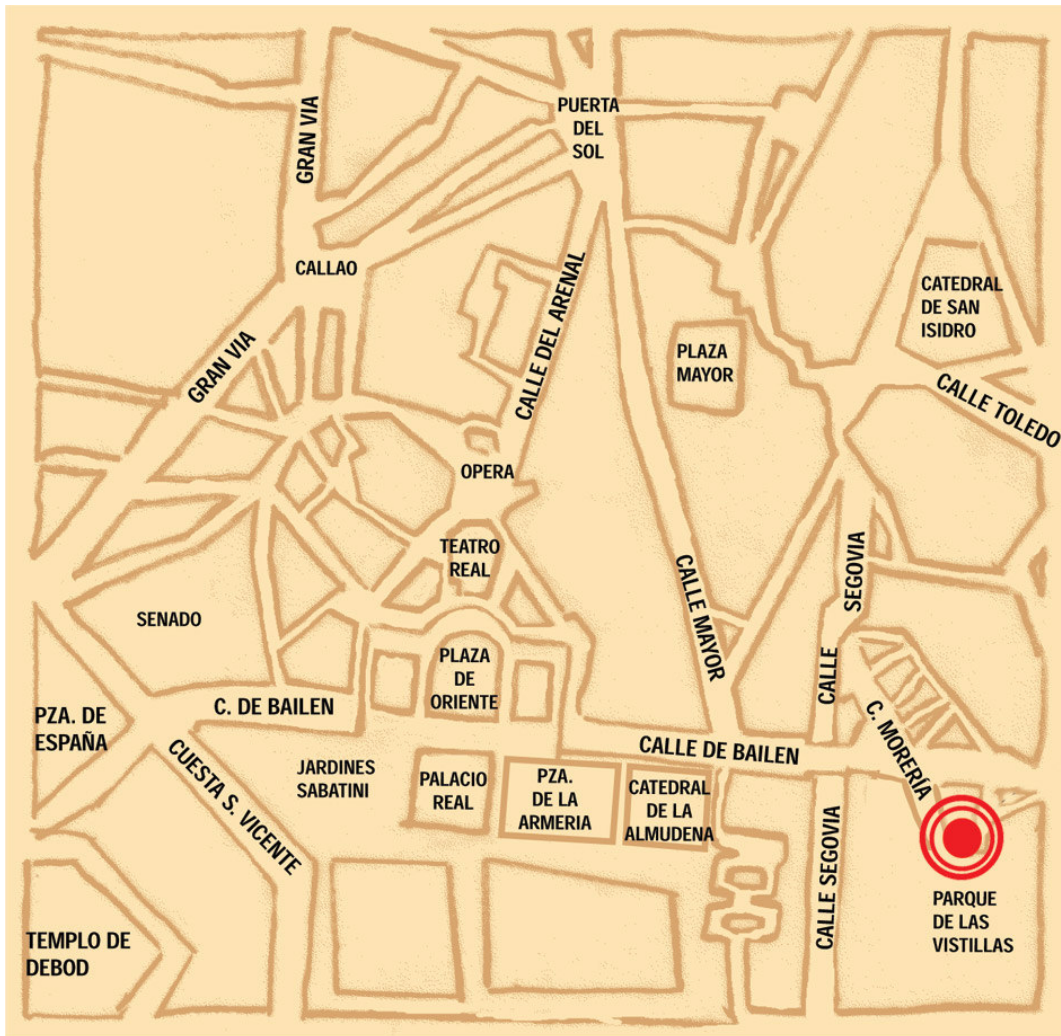 PUERTA
DEL
SOL
GRAN VIA
CALLAO
CALLE DEL ARENAL
CATEDRAL
DE SAN
ISIDRO
GRAN VIA
PLAZA
MAYOR
CALLE TOLEDO
OPERA
TEATRO
REAL
SENADO
CALLE MAYOR
CALLE
SEGOVIA
PLAZA
DE
ORIENTE
C. DE BAILEN
PZA. DE
ESPAÑA
CUESTA S. VICENTE
JARDINES
SABATINI
PALACIO
REAL
PZA.
DE LA
ARMERIA
CATEDRAL
DE LA
ALMUDENA
CALLE DE BAILEN
C. MORERÍA
CALLE SEGOVIA
PARQUE
DE LAS
VISTILLAS
TEMPLO DE
DEBOD